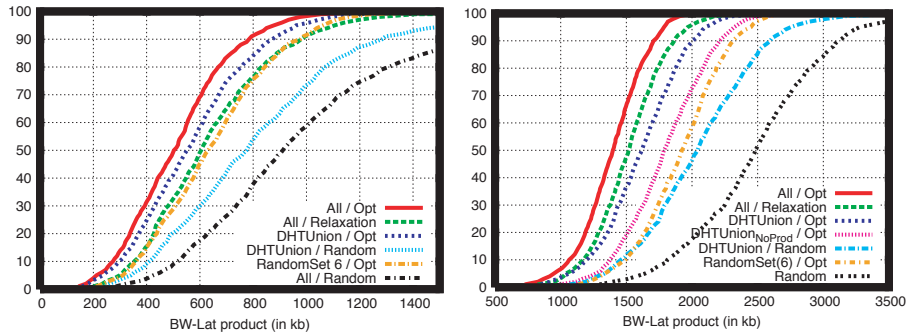 100
90
80
70
60
50
40
30
20
10
0
0 200 400 600 800 1000 1200 1400
BW-Lat product (in kb)
All / Opt
All / Relaxation
DHTUnion / Opt
DHTUnion / Random
RandomSet 6 / Opt
All / Random
100
90
80
70
60
50
40
30
20
10
0
500 1000 1500 2000 2500 3000 3500
BW-Lat product (in kb)
All / Opt
All / Relaxation
DHTUnion / Opt
DHTUnionNoProd / Opt
DHTUnion / Random
RandomSet(6) / Opt
Random